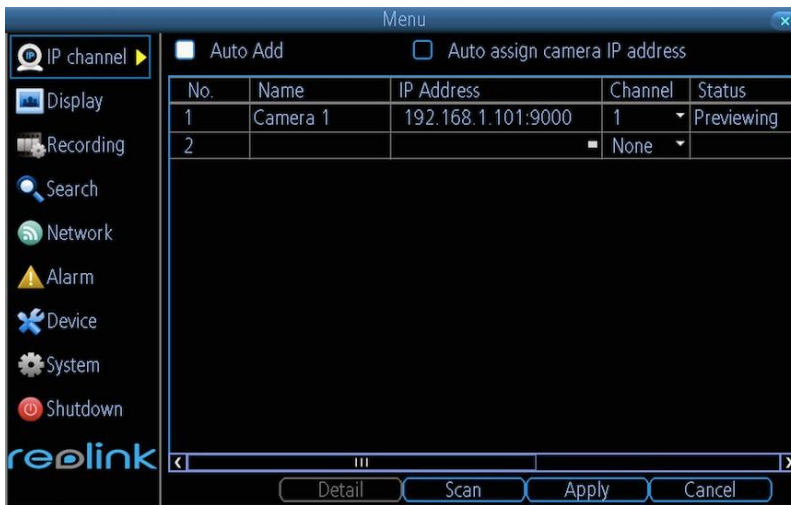 Menu
IP channel
Display
Recording
Search
Network
Alarm
Device
System
Shutdown
reolink
Auto Add Auto assign camera IP address
No. Name IP Address Channel Status
1 Camera 1 192.168.1.101:9000 1 Previewing
2 None
Detail Scan Apply Cancel